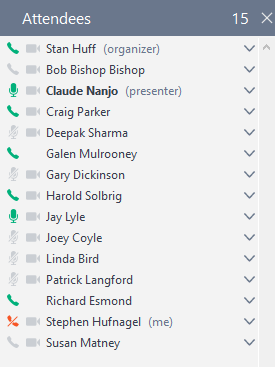 Attendees 15
Stan Huff (organizer)
Bob Bishop Bishop
Claude Nanjo (presenter)
Craig Parker
Deepak Sharma
Galen Mulrooney
Gary Dickinson
Harold Solbrig
Jay Lyle
Joey Coyle
Linda Bird
Patrick Langford
Richard Esmond
Stephen Hufnagel (me)
Susan Matney